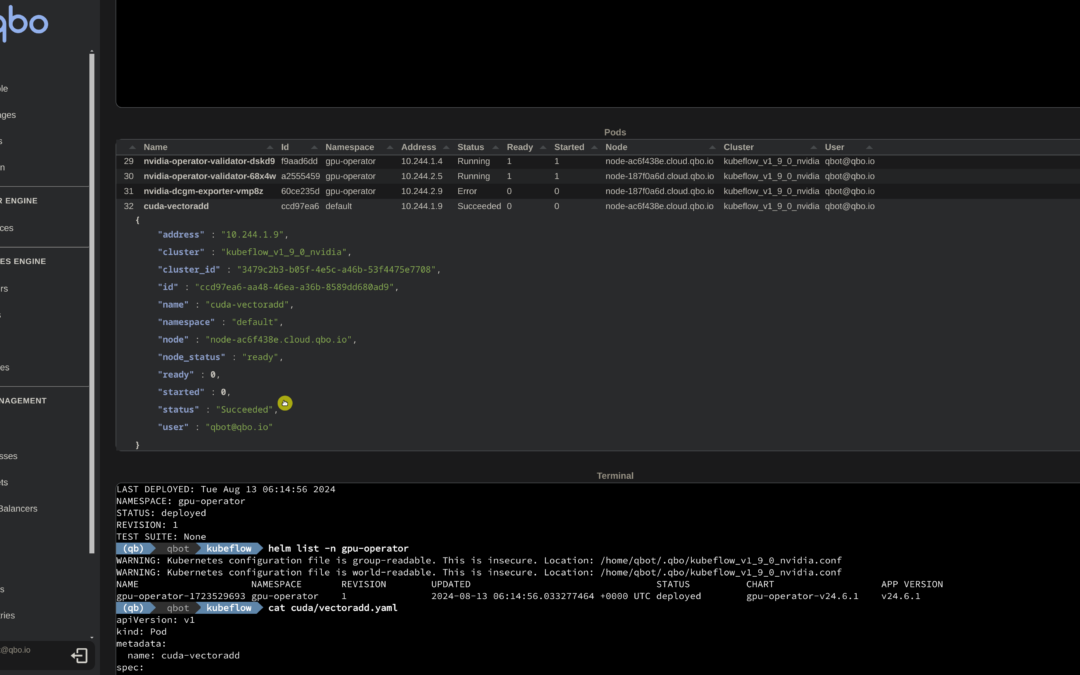 qbo
ple
ages
s
n
R ENGINE
ces
ES ENGINE
rs
s
es
NAGEMENT
sses
ets
Balancers
s
ries
@qbo.io
Pods
Name Id Namespace Address Status Ready Started Node Cluster User
29 nvidia-operator-validator-dskd9 f9aad6dd gpu-operator 10.244.1.4 Running 1 1 node-ac6f438e.cloud.qbo.io kubeflow_v1_9_0_nvidia qbot@qbo.io
30 nvidia-operator-validator-68x4w a2555459 gpu-operator 10.244.2.5 Running 1 1 node-187f0a6d.cloud.qbo.io kubeflow_v1_9_0_nvidia qbot@qbo.io
31 nvidia-dcgm-exporter-vmp8z 60ce235d gpu-operator 10.244.2.9 Error 0 0 node-187f0a6d.cloud.qbo.io kubeflow_v1_9_0_nvidia qbot@qbo.io
32 cuda-vectoradd ccd97ea6 default 10.244.1.9 Succeeded 0 0 node-ac6f438e.cloud.qbo.io kubeflow_v1_9_0_nvidia qbot@qbo.io
{
"address" : "10.244.1.9",
"cluster" : "kubeflow_v1_9_0_nvidia",
"cluster_id" : "3479c2b3-b05f-4e5c-a46b-53f4475e7708",
"id" : "ccd97ea6-aa48-46ea-a36b-8589dd680ad9",
"name" : "cuda-vectoradd",
"namespace" : "default",
"node" : "node-ac6f438e.cloud.qbo.io",
"node_status" : "ready",
"ready" : 0,
"started" : 0,
"status" : "Succeeded",
"user" : "qbot@qbo.io"
}
Terminal
LAST DEPLOYED: Tue Aug 13 06:14:56 2024
NAMESPACE: gpu-operator
STATUS: deployed
REVISION: 1
TEST SUITE: None
(qb) qbot kubeflow helm list -n gpu-operator
WARNING: Kubernetes configuration file is group-readable. This is insecure. Location: /home/qbot/.qbo/kubeflow_v1_9_0_nvidia.conf
WARNING: Kubernetes configuration file is world-readable. This is insecure. Location: /home/qbot/.qbo/kubeflow_v1_9_0_nvidia.conf
NAME NAMESPACE REVISION UPDATED STATUS CHART APP VERSION
gpu-operator-1723529693 gpu-operator 1 2024-08-13 06:14:56.033277464 +0000 UTC deployed gpu-operator-v24.6.1 v24.6.1
(qb) qbot kubeflow cat cuda/vectoradd.yaml
apiVersion: v1
kind: Pod
metadata:
name: cuda-vectoradd
spec: